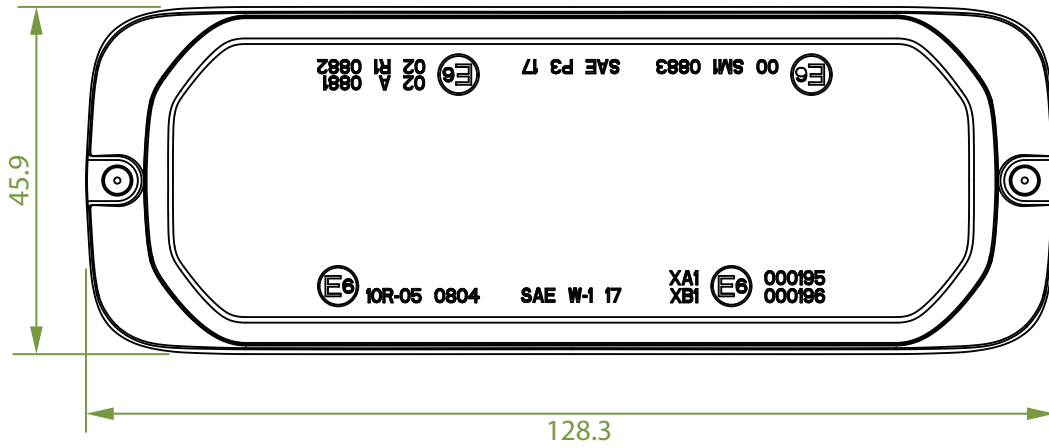 E6 00 SM1 0883
SAE P3 17
E6
02 A 0881
02 R1 0882
45.9
E6 10R-05 0804
SAE W-1 17
XA1 E6 000195
XB1 000196
128.3